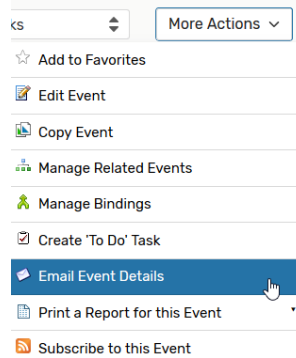 ks
More Actions
Add to Favorites
Edit Event
Copy Event
Manage Related Events
Manage Bindings
Create 'To Do' Task
Email Event Details
Print a Report for this Event
Subscribe to this Event